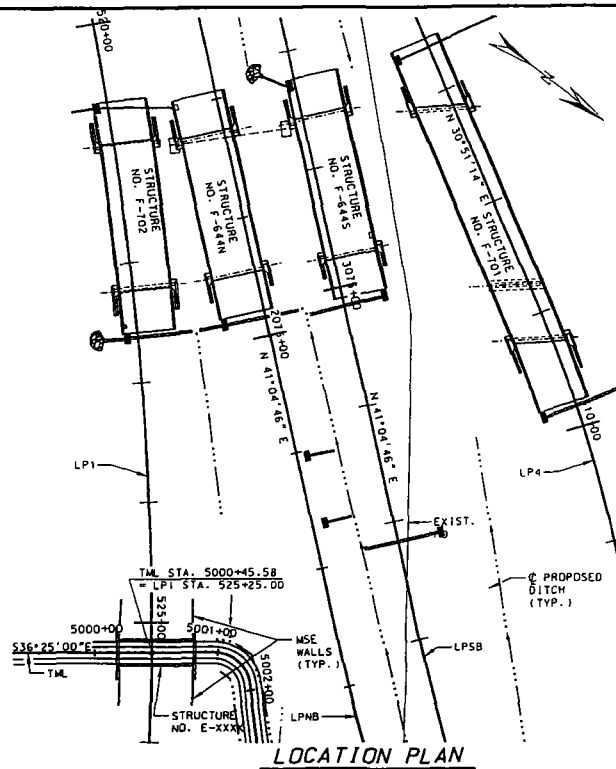 520+00
N
STRUCTURE
NO. F-702
STRUCTURE
NO. F-644N
STRUCTURE
NO. F-644S
N 30°51'14" E
STRUCTURE
NO. F-701
2075+00
3075+00
N 41°04'46" E
N 41°04'46" E
10+00
LP1
LP4
EXIST.
TML STA. 5000+45.58
= LP1 STA. 525+25.00
₵ PROPOSED
DITCH
(TYP.)
525+00
5000+00
5001+00
S36°25'00"E
MSE
WALLS
(TYP.)
TML
5002+00
LPSB
STRUCTURE
NO. E-XXXX
LPNB
LOCATION PLAN